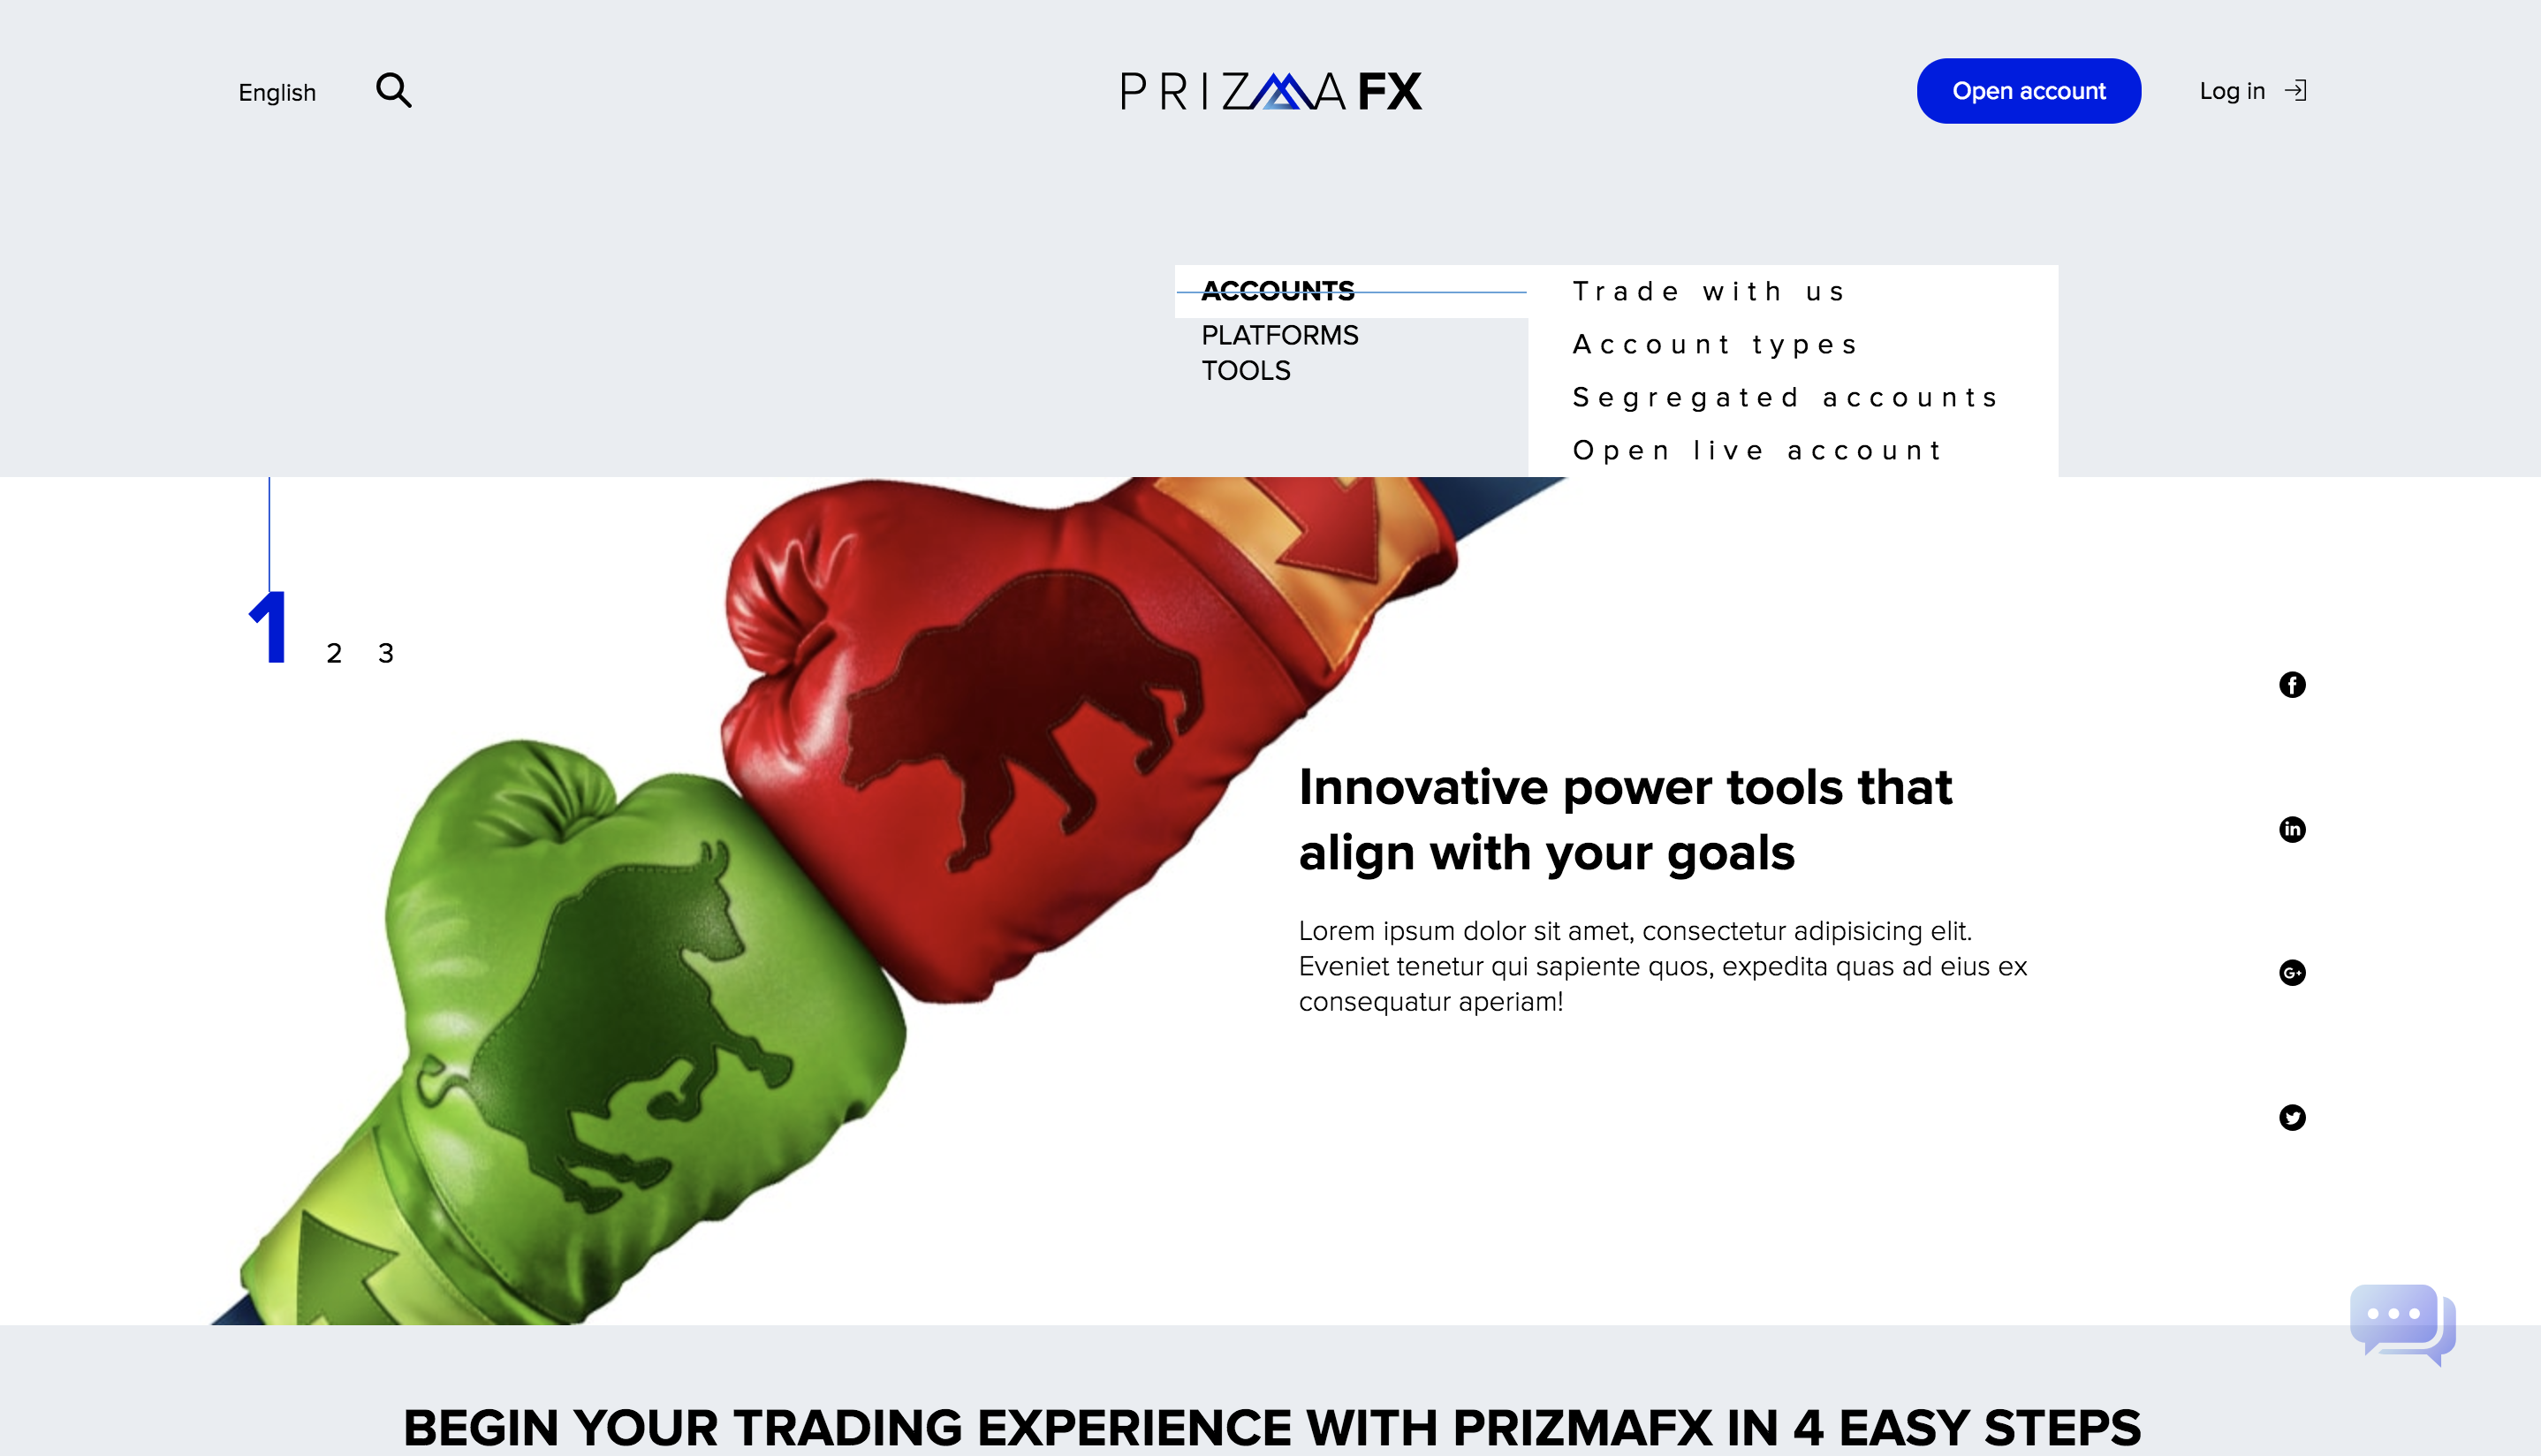 English
PRIZMA FX
Open account
Log in
ACCOUNTS
PLATFORMS
TOOLS
Trade with us
Account types
Segregated accounts
Open live account
1 2 3
Innovative power tools that
align with your goals
Lorem ipsum dolor sit amet, consectetur adipisicing elit.
Eveniet tenetur qui sapiente quos, expedita quas ad eius ex
consequatur aperiam!
BEGIN YOUR TRADING EXPERIENCE WITH PRIZMAFX IN 4 EASY STEPS